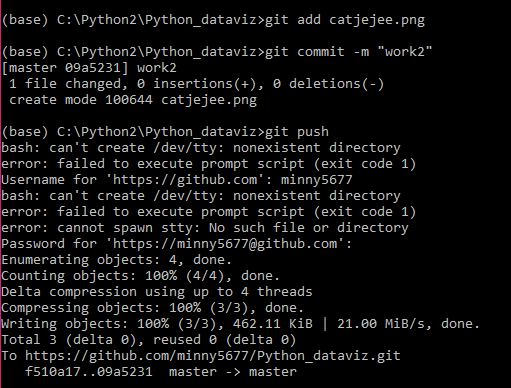 (base) C:\Python2\Python_dataviz>git add catjejee.png
(base) C:\Python2\Python_dataviz>git commit -m "work2"
[master 09a5231] work2
 1 file changed, 0 insertions(+), 0 deletions(-)
 create mode 100644 catjejee.png
(base) C:\Python2\Python_dataviz>git push
bash: can't create /dev/tty: nonexistent directory
error: failed to execute prompt script (exit code 1)
Username for 'https://github.com': minny5677
bash: can't create /dev/tty: nonexistent directory
error: failed to execute prompt script (exit code 1)
error: cannot spawn stty: No such file or directory
Password for 'https://minny5677@github.com':
Enumerating objects: 4, done.
Counting objects: 100% (4/4), done.
Delta compression using up to 4 threads
Compressing objects: 100% (3/3), done.
Writing objects: 100% (3/3), 462.11 KiB | 21.00 MiB/s, done.
Total 3 (delta 0), reused 0 (delta 0)
To https://github.com/minny5677/Python_dataviz.git
   f510a17..09a5231  master -> master